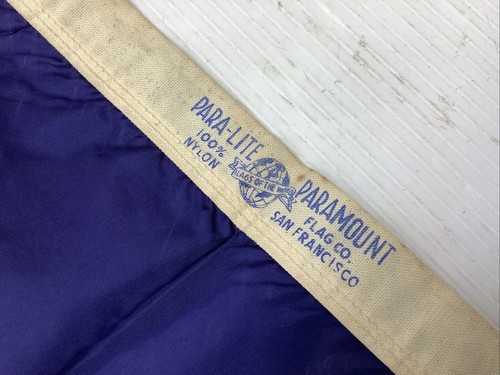 PARA-LITE
100%
NYLON
FLAGS OF THE WORLD
PARAMOUNT
FLAG CO.
SAN FRANCISCO